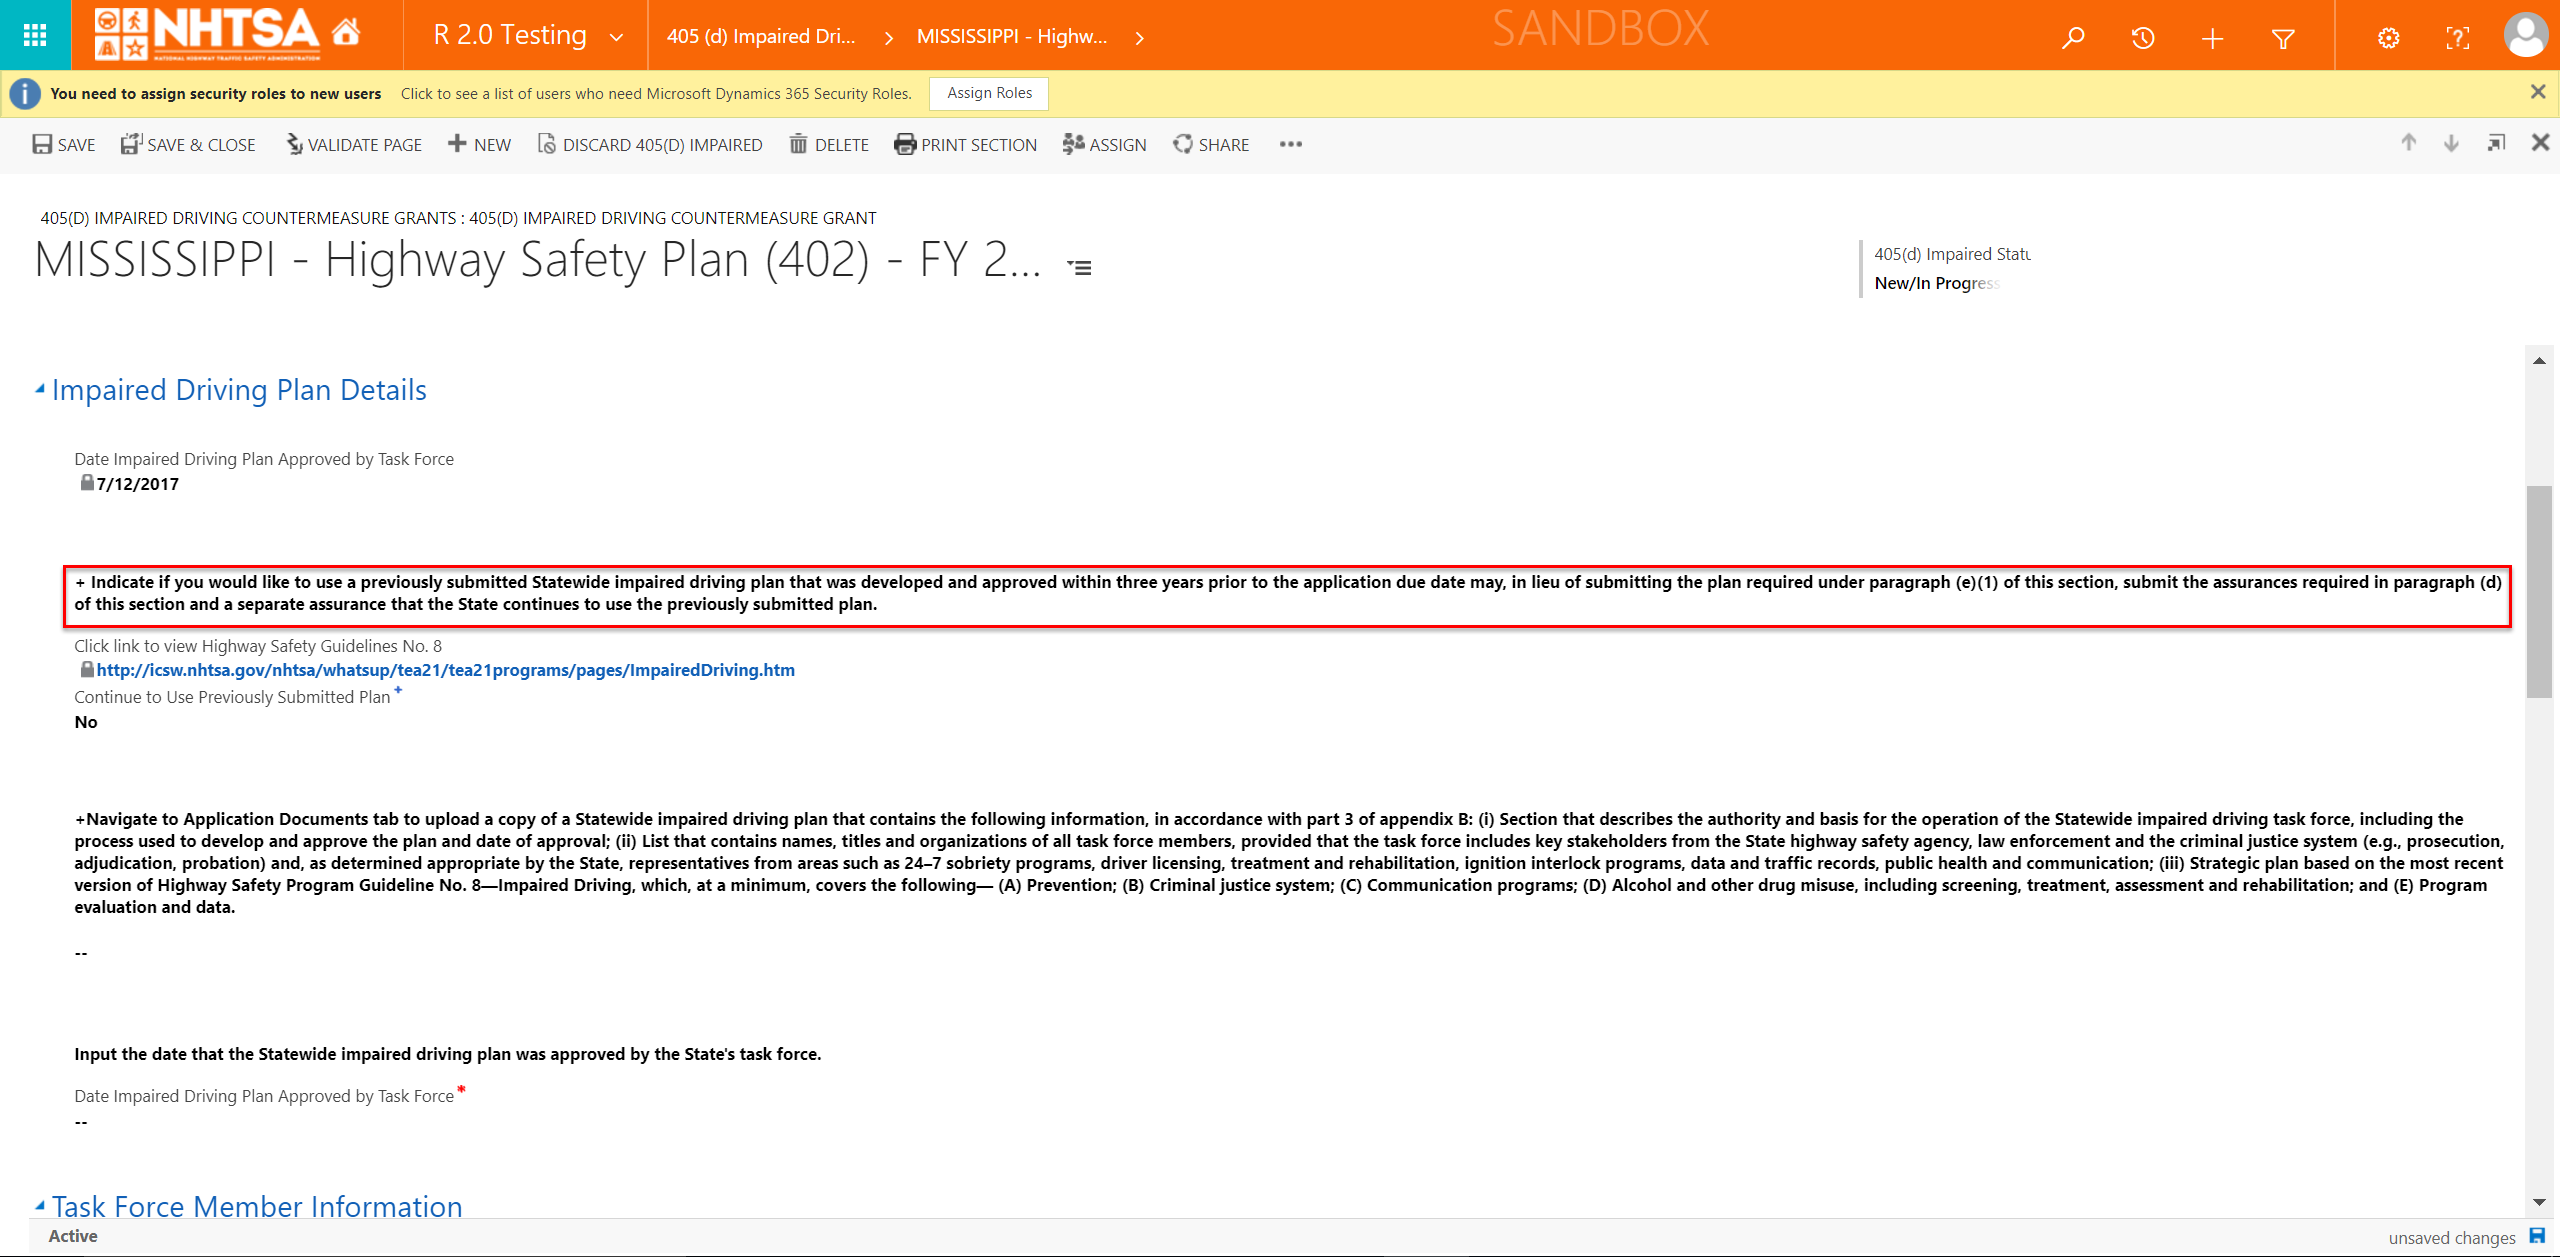 NHTSA
NATIONAL HIGHWAY TRAFFIC SAFETY ADMINISTRATION
R 2.0 Testing
405 (d) Impaired Dri...
MISSISSIPPI - Highw...
SANDBOX
You need to assign security roles to new users Click to see a list of users who need Microsoft Dynamics 365 Security Roles. Assign Roles
SAVE SAVE & CLOSE VALIDATE PAGE NEW DISCARD 405(D) IMPAIRED DELETE PRINT SECTION ASSIGN SHARE
405(D) IMPAIRED DRIVING COUNTERMEASURE GRANTS : 405(D) IMPAIRED DRIVING COUNTERMEASURE GRANT
MISSISSIPPI - Highway Safety Plan (402) - FY 2...
405(d) Impaired Statu
New/In Progress
Impaired Driving Plan Details
Date Impaired Driving Plan Approved by Task Force
7/12/2017
+ Indicate if you would like to use a previously submitted Statewide impaired driving plan that was developed and approved within three years prior to the application due date may, in lieu of submitting the plan required under paragraph (e)(1) of this section, submit the assurances required in paragraph (d)
of this section and a separate assurance that the State continues to use the previously submitted plan.
Click link to view Highway Safety Guidelines No. 8
http://icsw.nhtsa.gov/nhtsa/whatsup/tea21/tea21programs/pages/ImpairedDriving.htm
Continue to Use Previously Submitted Plan +
No
+Navigate to Application Documents tab to upload a copy of a Statewide impaired driving plan that contains the following information, in accordance with part 3 of appendix B: (i) Section that describes the authority and basis for the operation of the Statewide impaired driving task force, including the
process used to develop and approve the plan and date of approval; (ii) List that contains names, titles and organizations of all task force members, provided that the task force includes key stakeholders from the State highway safety agency, law enforcement and the criminal justice system (e.g., prosecution,
adjudication, probation) and, as determined appropriate by the State, representatives from areas such as 24–7 sobriety programs, driver licensing, treatment and rehabilitation, ignition interlock programs, data and traffic records, public health and communication; (iii) Strategic plan based on the most recent
version of Highway Safety Program Guideline No. 8—Impaired Driving, which, at a minimum, covers the following— (A) Prevention; (B) Criminal justice system; (C) Communication programs; (D) Alcohol and other drug misuse, including screening, treatment, assessment and rehabilitation; and (E) Program
evaluation and data.
--
Input the date that the Statewide impaired driving plan was approved by the State's task force.
Date Impaired Driving Plan Approved by Task Force *
--
Task Force Member Information
Active
unsaved changes